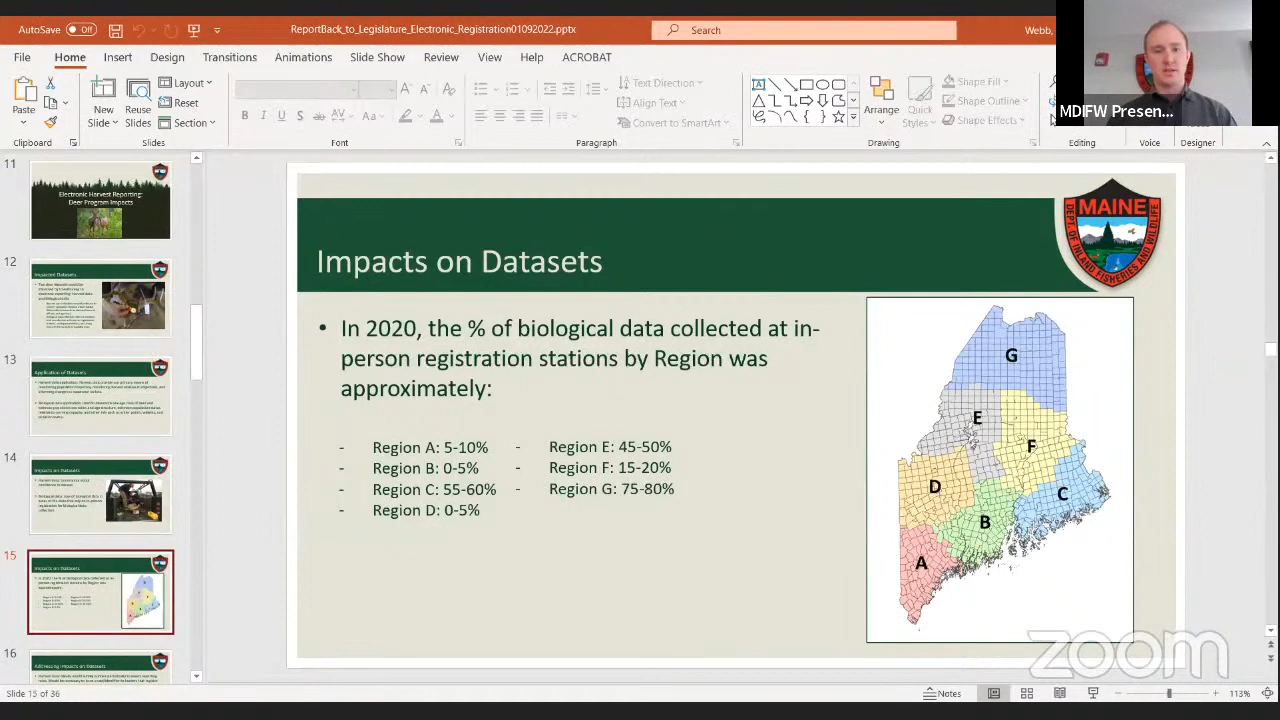 AutoSave Off
ReportBack_to_Legislature_Electronic_Registration01092022.pptx
Search
Webb,
File Home Insert Design Transitions Animations Slide Show Review View Help ACROBAT
Paste
New Slide
Reuse Slides
Layout
Reset
Section
B I U S ab AV Aa
Text Direction
Align Text
Convert to SmartArt
Arrange
Quick Styles
Shape Fill
Shape Outline
Shape Effects
Clipboard Slides Font Paragraph Drawing Editing Voice Designer
MDIFW Presen...
11
Electronic Harvest Reporting:
Deer Program Impacts
12
Impacted Datasets
13
Application of Datasets
14
Impacts on Datasets
15
Impacts on Datasets
16
Addressing Impacts on Datasets
Impacts on Datasets
MAINE
DEPT. OF INLAND FISHERIES AND WILDLIFE
• In 2020, the % of biological data collected at in-
person registration stations by Region was
approximately:
- Region A: 5-10%
- Region B: 0-5%
- Region C: 55-60%
- Region D: 0-5%
- Region E: 45-50%
- Region F: 15-20%
- Region G: 75-80%
G
E
F
D
C
B
A
zoom
Slide 15 of 36
Notes
113%